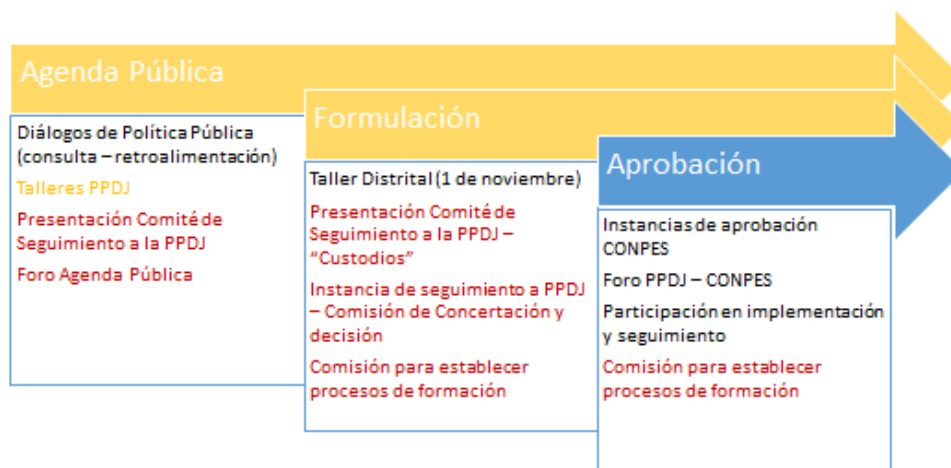 Agenda Pública
Diálogos de Política Pública
(consulta – retroalimentación)
Talleres PPDJ
Presentación Comité de
Seguimiento a la PPDJ
Foro Agenda Pública
Formulación
Taller Distrital (1 de noviembre)
Presentación Comité de
Seguimiento a la PPDJ –
“Custodios”
Instancia de seguimiento a PPDJ
– Comisión de Concertación y
decisión
Comisión para establecer
procesos de formación
Aprobación
Instancias de aprobación
CONPES
Foro PPDJ – CONPES
Participación en implementación
y seguimiento
Comisión para establecer
procesos de formación